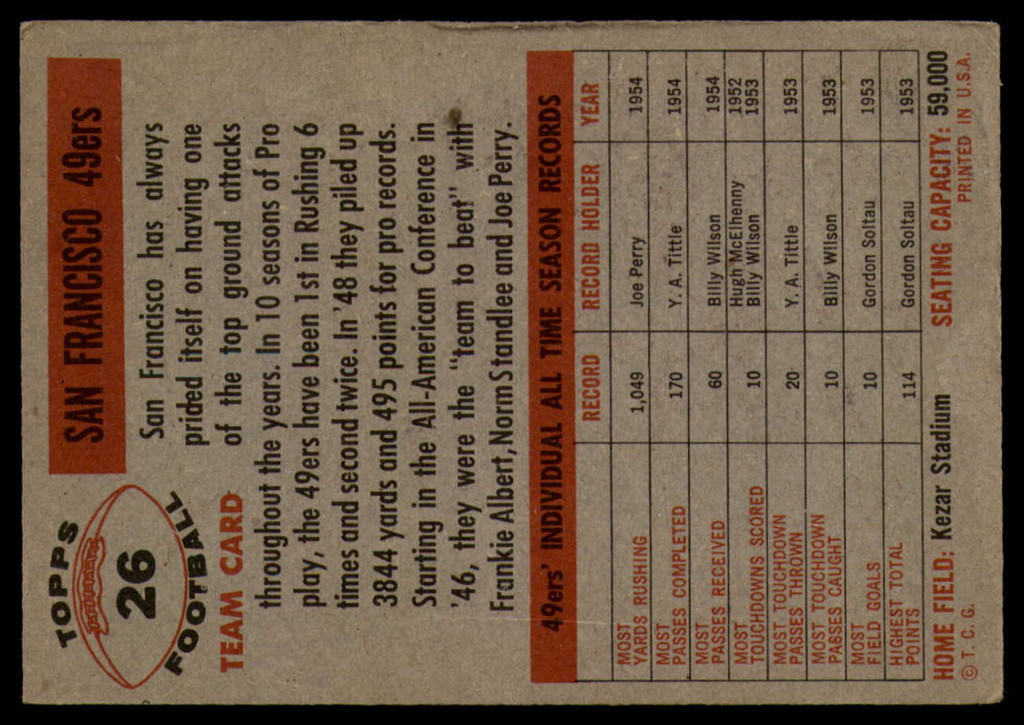 TOPPS
26
FOOTBALL
SAN FRANCISCO 49ers
TEAM CARD
San Francisco has always
prided itself on having one
of the top ground attacks
throughout the years. In 10 seasons of Pro
play, the 49ers have been 1st in Rushing 6
times and second twice. In '48 they piled up
3844 yards and 495 points for pro records.
Starting in the All-American Conference in
'46, they were the "team to beat" with
Frankie Albert, Norm Standlee and Joe Perry.
49ers' INDIVIDUAL ALL TIME SEASON RECORDS
RECORD RECORD HOLDER YEAR
MOST
YARDS RUSHING 1,049 Joe Perry 1954
MOST
PASSES COMPLETED 170 Y. A. Tittle 1954
MOST
PASSES RECEIVED 60 Billy Wilson 1954
MOST Hugh McElhenny 1952
TOUCHDOWNS SCORED 10 Billy Wilson 1953
MOST TOUCHDOWN
PASSES THROWN 20 Y. A. Tittle 1953
MOST TOUCHDOWN
PASSES CAUGHT 10 Billy Wilson 1953
MOST
FIELD GOALS 10 Gordon Soltau 1953
HIGHEST TOTAL
POINTS 114 Gordon Soltau 1953
HOME FIELD: Kezar Stadium SEATING CAPACITY: 59,000
© T. C. G. PRINTED IN U.S.A.